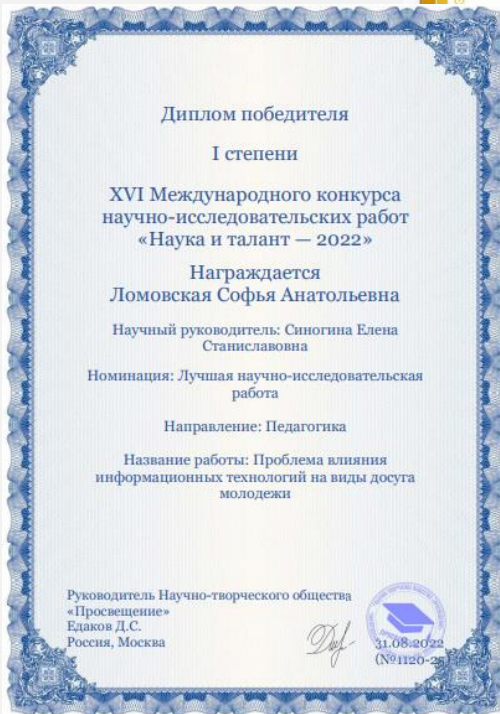 Диплом победителя
I степени
XVI Международного конкурса
научно-исследовательских работ
«Наука и талант — 2022»
Награждается
Ломовская Софья Анатольевна
Научный руководитель: Синогина Елена
Станиславовна
Номинация: Лучшая научно-исследовательская
работа
Направление: Педагогика
Название работы: Проблема влияния
информационных технологий на виды досуга
молодежи
Руководитель Научно-творческого общества
«Просвещение»
Едаков Д.С.
Россия, Москва
31.08.2022
(№1120-25)